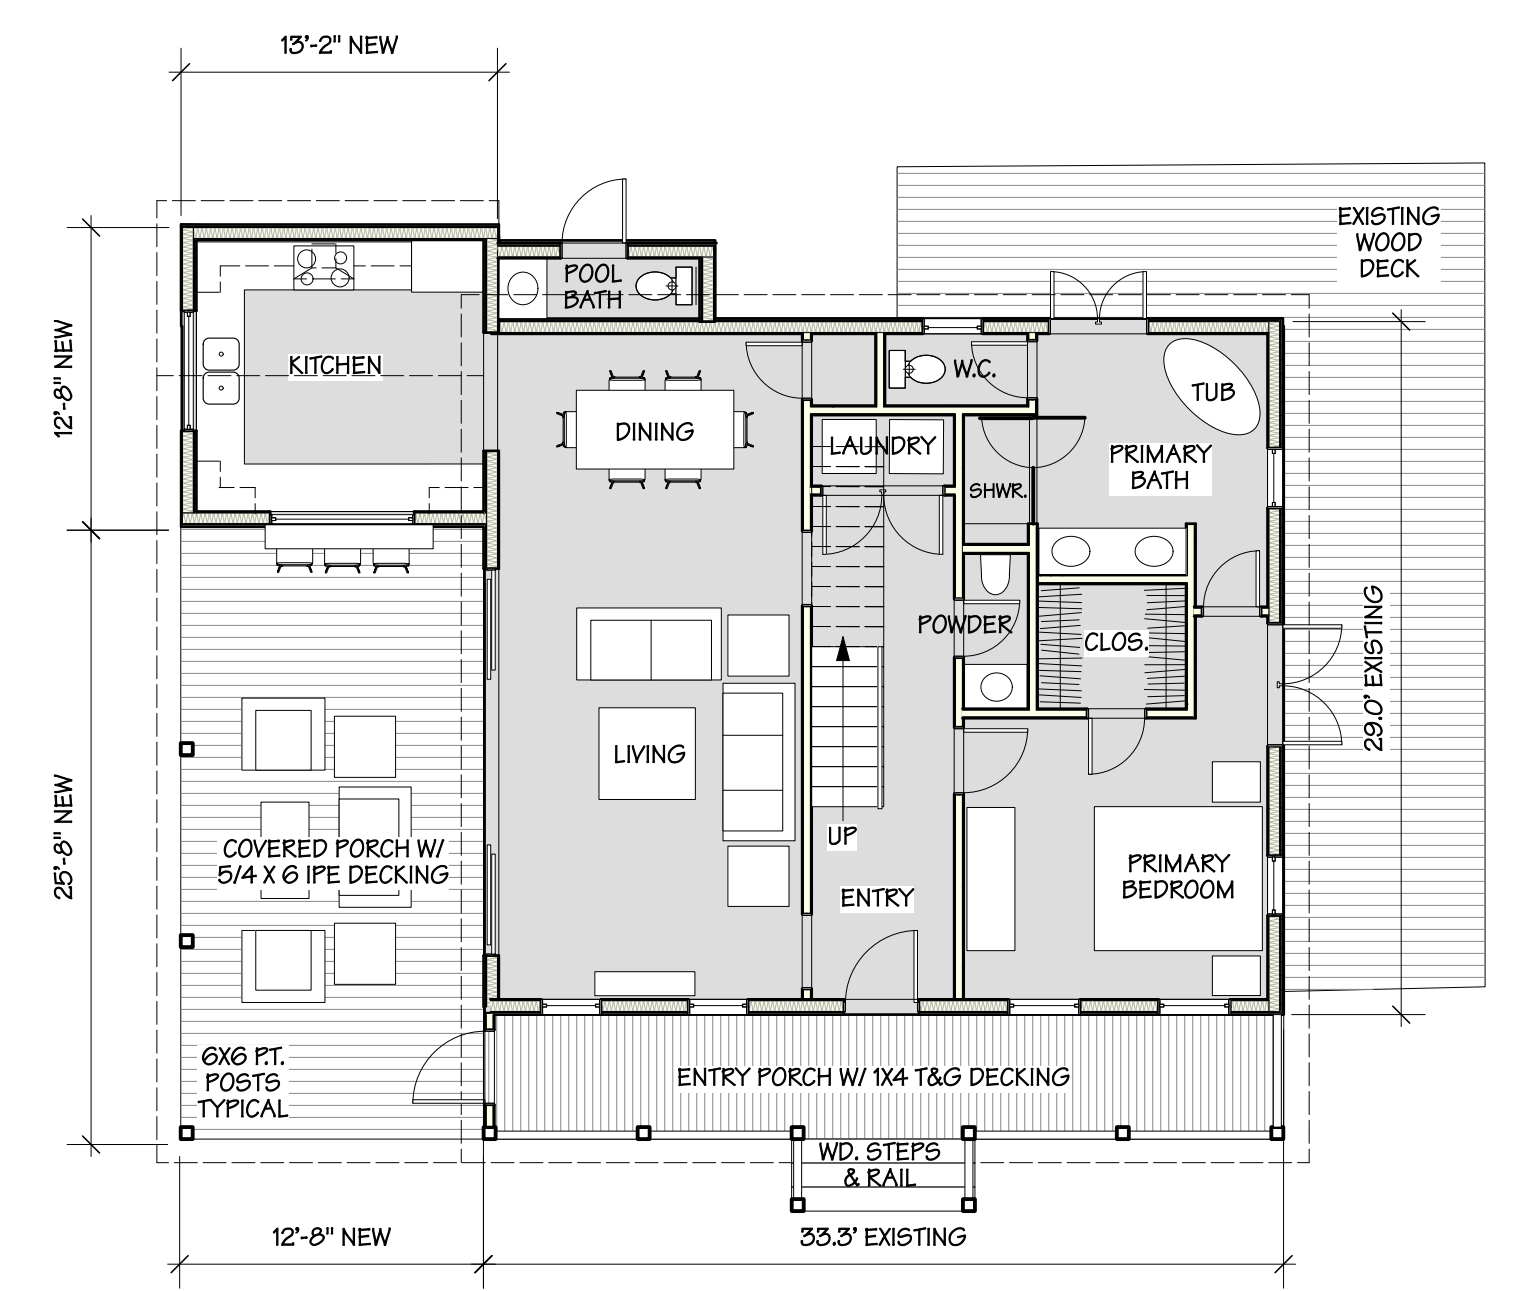 13'-2" NEW
EXISTING
WOOD
DECK
POOL
BATH
12'-8" NEW
KITCHEN
W.C.
TUB
DINING
LAUNDRY
PRIMARY
BATH
SHWR.
POWDER
CLOS.
29.0' EXISTING
LIVING
25'-8" NEW
UP
COVERED PORCH W/
5/4 X 6 IPE DECKING
PRIMARY
BEDROOM
ENTRY
6X6 P.T.
POSTS
TYPICAL
ENTRY PORCH W/ 1X4 T&G DECKING
WD. STEPS
& RAIL
12'-8" NEW
33.3' EXISTING